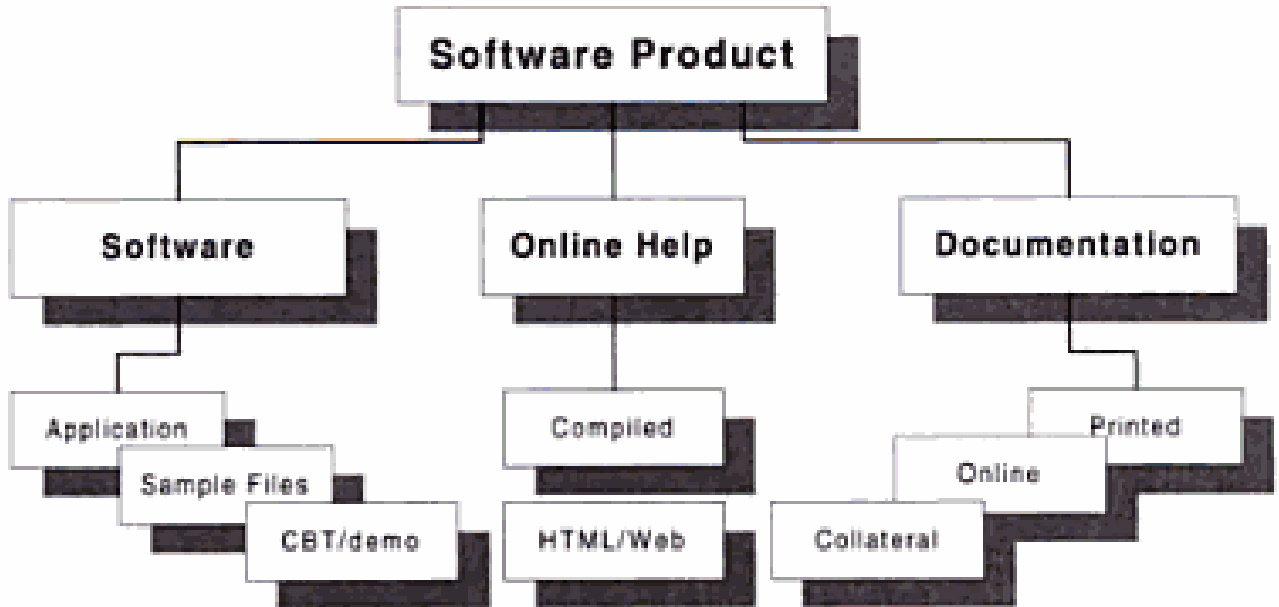 Software Product
Software
Online Help
Documentation
Application
Sample Files
CBT/demo
Compiled
HTML/Web
Printed
Online
Collateral